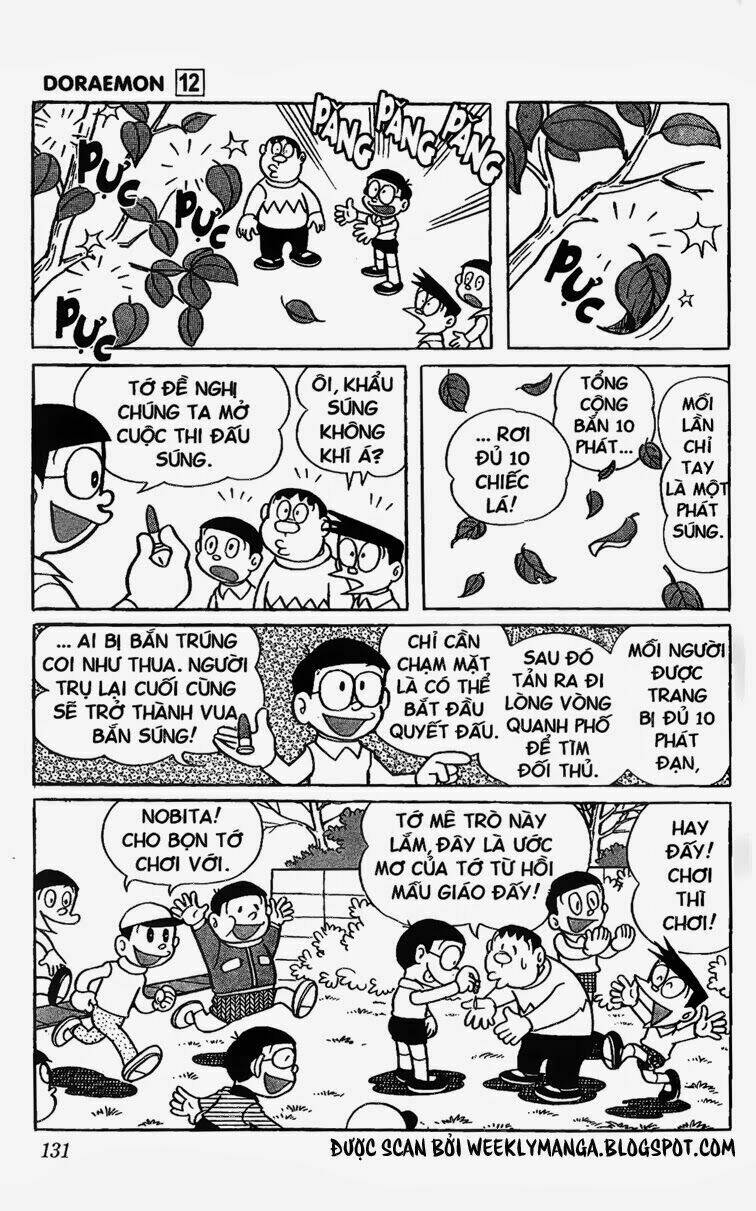 DORAEMON 12
PỰC
PẰNG
PẰNG
PẰNG
PỰC
PỰC
PỰC
MỖI
LẦN
CHỈ
TAY
LÀ MỘT
PHÁT
SÚNG.
TỔNG
CỘNG
BẮN 10
PHÁT...
... RƠI
ĐỦ 10
CHIẾC
LÁ!
ÔI, KHẨU
SÚNG
KHÔNG
KHÍ Á?
TỚ ĐỀ NGHỊ
CHÚNG TA MỞ
CUỘC THI ĐẤU
SÚNG.
MỖI NGƯỜI
ĐƯỢC
TRANG
BỊ ĐỦ 10
PHÁT
ĐẠN,
SAU ĐÓ
TẢN RA ĐI
LÒNG VÒNG
QUANH PHỐ
ĐỂ TÌM
ĐỐI THỦ.
CHỈ CẦN
CHẠM MẶT
LÀ CÓ THỂ
BẮT ĐẦU
QUYẾT ĐẤU.
... AI BỊ BẮN TRÚNG
COI NHƯ THUA. NGƯỜI
TRỤ LẠI CUỐI CÙNG
SẼ TRỞ THÀNH VUA
BẮN SÚNG!
HAY
ĐẤY!
CHƠI
THÌ
CHƠI!
TỚ MÊ TRÒ NÀY
LẮM, ĐÂY LÀ ƯỚC
MƠ CỦA TỚ TỪ HỒI
MẪU GIÁO ĐẤY!
NOBITA!
CHO BỌN TỚ
CHƠI VỚI.
131
ĐƯỢC SCAN BỞI WEEKLYMANGA.BLOGSPOT.COM